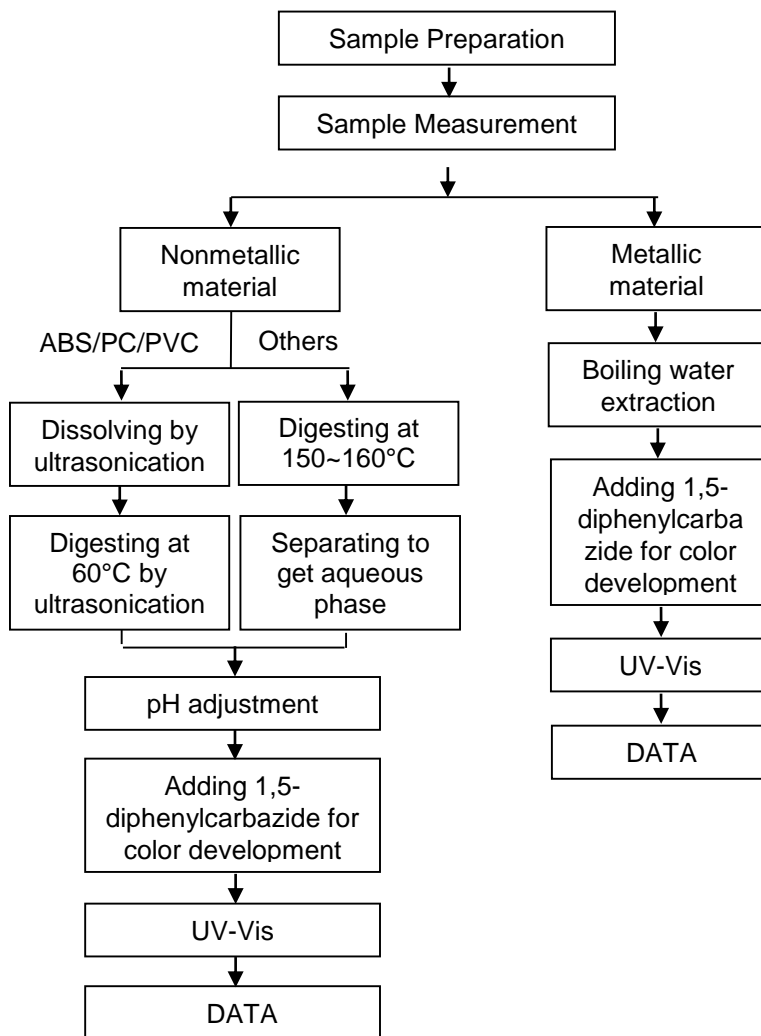 Sample Preparation
Sample Measurement
Nonmetallic
material
Metallic
material
ABS/PC/PVC
Others
Boiling water
extraction
Dissolving by
ultrasonication
Digesting at
150~160°C
Adding 1,5-
diphenylcarba
zide for color
development
Digesting at
60°C by
ultrasonication
Separating to
get aqueous
phase
UV-Vis
pH adjustment
DATA
Adding 1,5-
diphenylcarbazide for
color development
UV-Vis
DATA